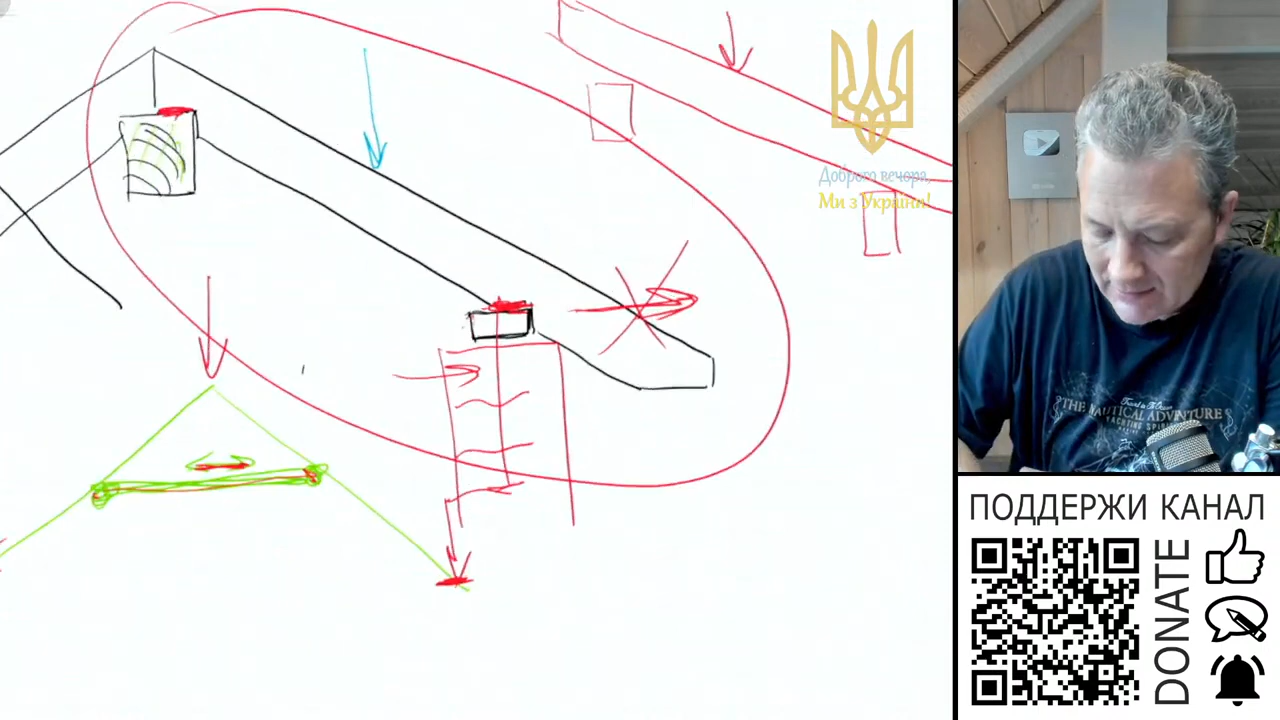 Доброго вечора,
Ми з України!
THE NAUTICAL ADVENTURE
ПОДДЕРЖИ КАНАЛ
DONATE